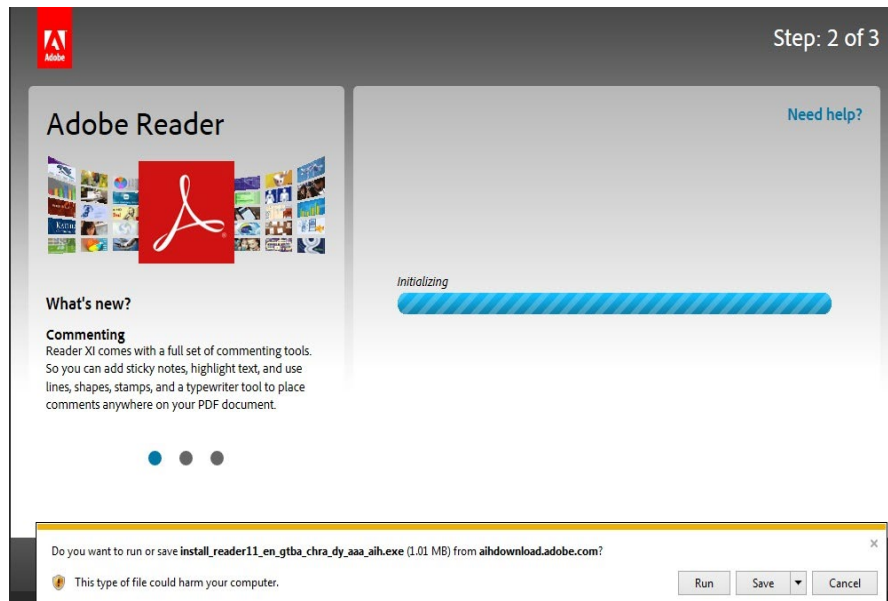 Adobe
Step: 2 of 3
Adobe Reader
Need help?
Initializing
What's new?
Commenting
Reader XI comes with a full set of commenting tools.
So you can add sticky notes, highlight text, and use
lines, shapes, stamps, and a typewriter tool to place
comments anywhere on your PDF document.
Do you want to run or save install_reader11_en_gtba_chra_dy_aaa_aih.exe (1.01 MB) from aihdownload.adobe.com?
This type of file could harm your computer.
Run
Save
Cancel